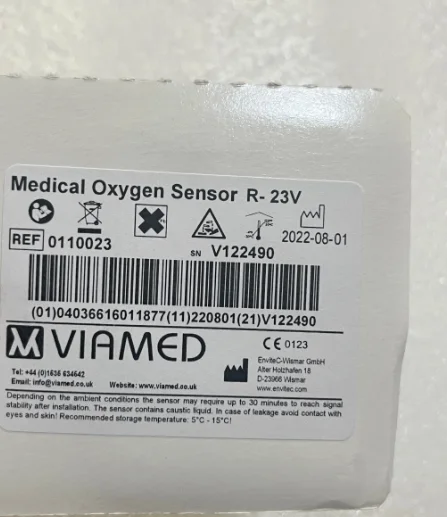 Medical Oxygen Sensor R- 23V
REF 0110023
2022-08-01
SN V122490
(01)04036616011877(11)220801(21)V122490
VIAMED
CE 0123
Tel: +44 (0)1535 634542
Email: info@viamed.co.uk Website: www.viamed.co.uk
EnviteC-Wismar GmbH
Alter Holzhafen 18
D-23966 Wismar
www.envitec.com
Depending on the ambient conditions the sensor may require up to 30 minutes to reach signal
stability after installation. The sensor contains caustic liquid. In case of leakage avoid contact with
eyes and skin! Recommended storage temperature: 5°C - 15°C!